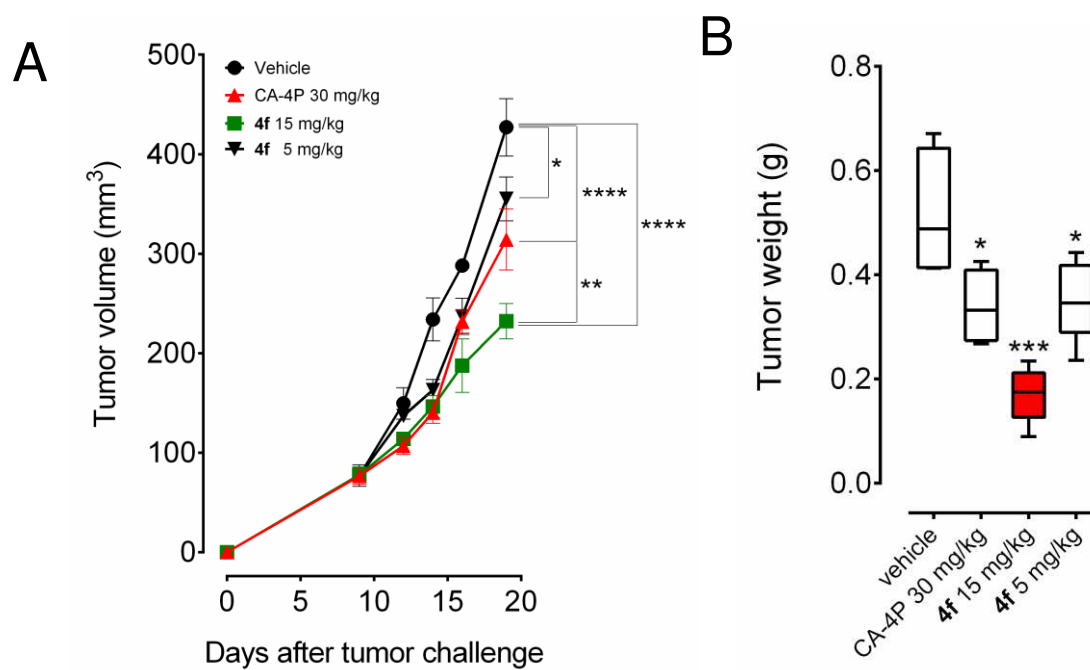 A
B
500
400
300
200
100
0
Tumor volume (mm³)
Vehicle
CA-4P 30 mg/kg
4f 15 mg/kg
4f 5 mg/kg
*
****
****
**
0 5 10 15 20
Days after tumor challenge
0.8
0.6
0.4
0.2
0.0
Tumor weight (g)
*
***
*
vehicle
CA-4P 30 mg/kg
4f 15 mg/kg
4f 5 mg/kg